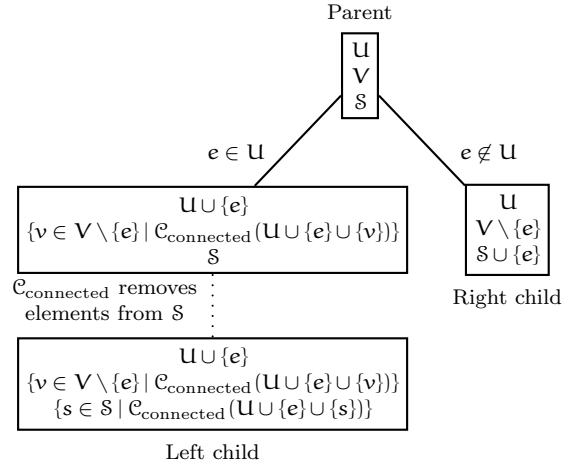 Parent
U
V
S
e ∈ U
e ∉ U
U ∪ {e}
{v ∈ V \ {e} | C_connected(U ∪ {e} ∪ {v})}
S
U
V \ {e}
S ∪ {e}
C_connected removes
elements from S
Right child
U ∪ {e}
{v ∈ V \ {e} | C_connected(U ∪ {e} ∪ {v})}
{s ∈ S | C_connected(U ∪ {e} ∪ {s})}
Left child